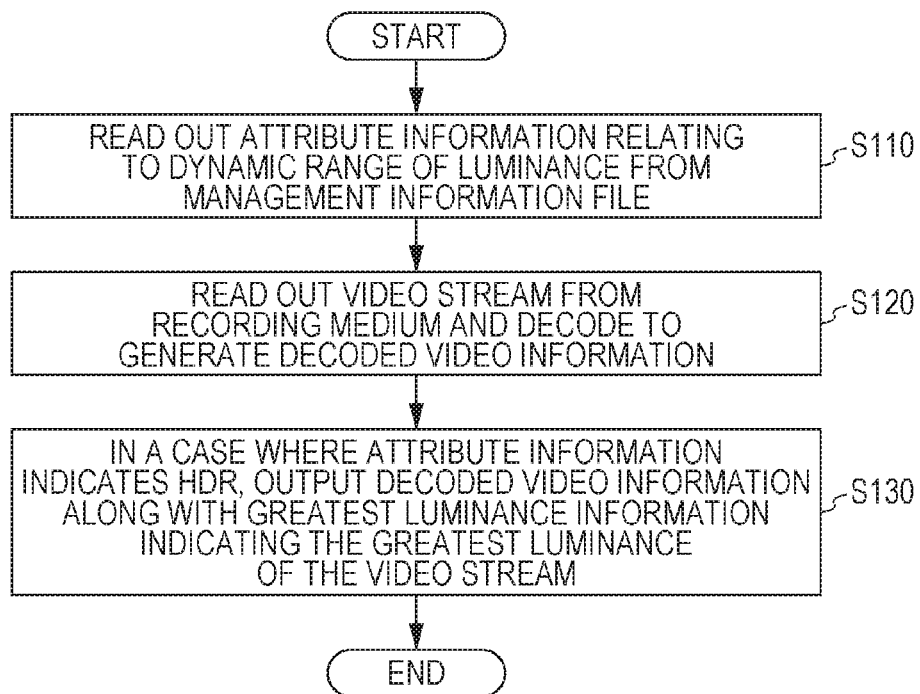 START
READ OUT ATTRIBUTE INFORMATION RELATING
TO DYNAMIC RANGE OF LUMINANCE FROM
MANAGEMENT INFORMATION FILE
S110
READ OUT VIDEO STREAM FROM
RECORDING MEDIUM AND DECODE TO
GENERATE DECODED VIDEO INFORMATION
S120
IN A CASE WHERE ATTRIBUTE INFORMATION
INDICATES HDR, OUTPUT DECODED VIDEO INFORMATION
ALONG WITH GREATEST LUMINANCE INFORMATION
INDICATING THE GREATEST LUMINANCE
OF THE VIDEO STREAM
S130
END